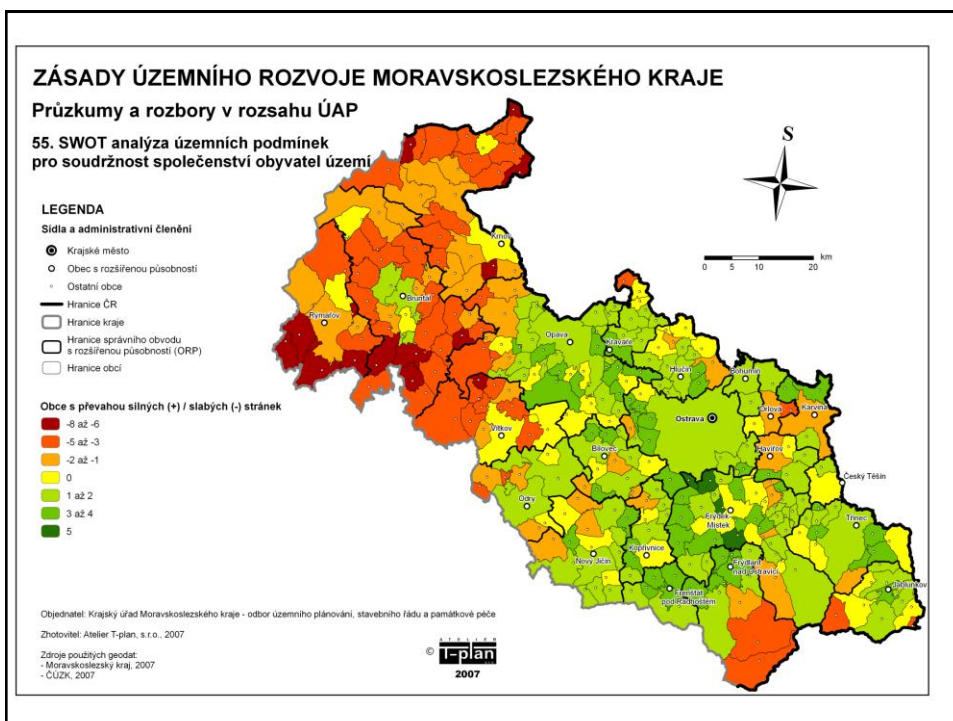 ZÁSADY ÚZEMNÍHO ROZVOJE MORAVSKOSLEZSKÉHO KRAJE
Průzkumy a rozbory v rozsahu ÚAP
55. SWOT analýza územních podmínek
pro soudržnost společenství obyvatel území
S
km
0 5 10 20
LEGENDA
Sídla a administrativní členění
Krajské město
Obec s rozšířenou působností
Ostatní obce
Hranice ČR
Hranice kraje
Hranice správního obvodu
s rozšířenou působností (ORP)
Hranice obcí
Obce s převahou silných (+) / slabých (-) stránek
-8 až -6
-5 až -3
-2 až -1
0
1 až 2
3 až 4
5
Krnov
Bruntál
Rýmařov
Opava
Kravaře
Hlučín
Bohumín
Ostrava
Orlová
Karviná
Vítkov
Bílovec
Havířov
Český Těšín
Odry
Frýdek
Místek
Třinec
Kopřivnice
Nový Jičín
Frýdlant
nad Ostravicí
Frenštát
pod Radhoštěm
Jablunkov
Objednatel: Krajský úřad Moravskoslezského kraje - odbor územního plánování, stavebního řádu a památkové péče
Zhotovitel: Atelier T-plan, s.r.o., 2007
Zdroje použitých geodat:
- Moravskoslezský kraj, 2007
- ČÚZK, 2007
©
ATELIER
T-plan
2007